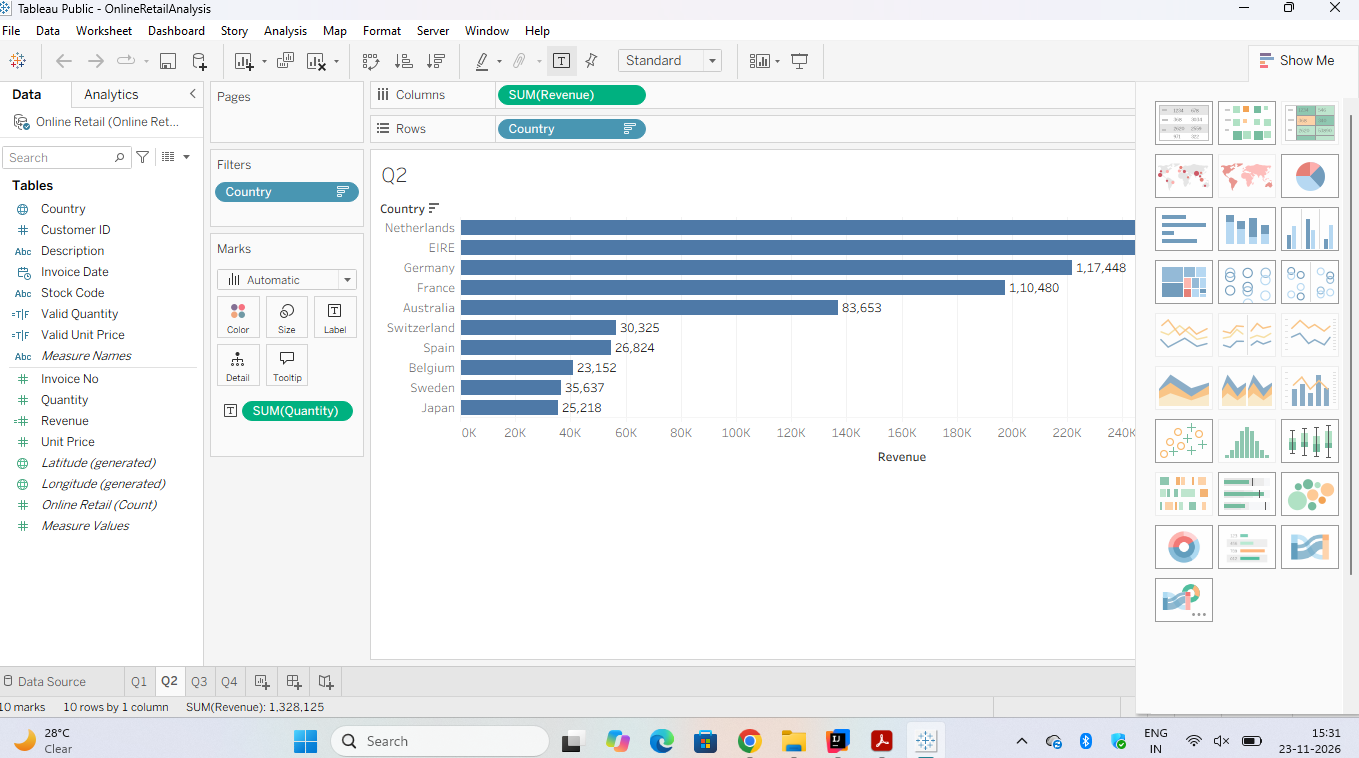 Tableau Public - OnlineRetailAnalysis
File Data Worksheet Dashboard Story Analysis Map Format Server Window Help
Standard
Show Me
Data Analytics
Online Retail (Online Ret...
Search
Tables
Country
Customer ID
Abc Description
Invoice Date
Abc Stock Code
=T|F Valid Quantity
=T|F Valid Unit Price
Abc Measure Names
Invoice No
Quantity
Revenue
Unit Price
Latitude (generated)
Longitude (generated)
Online Retail (Count)
Measure Values
Pages
Filters
Country
Marks
Automatic
Color Size Label
Detail Tooltip
SUM(Quantity)
Columns SUM(Revenue)
Rows Country
Q2
Country
Netherlands
EIRE
Germany 1,17,448
France 1,10,480
Australia 83,653
Switzerland 30,325
Spain 26,824
Belgium 23,152
Sweden 35,637
Japan 25,218
0K 20K 40K 60K 80K 100K 120K 140K 160K 180K 200K 220K 240K
Revenue
Data Source Q1 Q2 Q3 Q4
10 marks 10 rows by 1 column SUM(Revenue): 1,328,125
28°C
Clear
Search
ENG
IN
15:31
23-11-2026